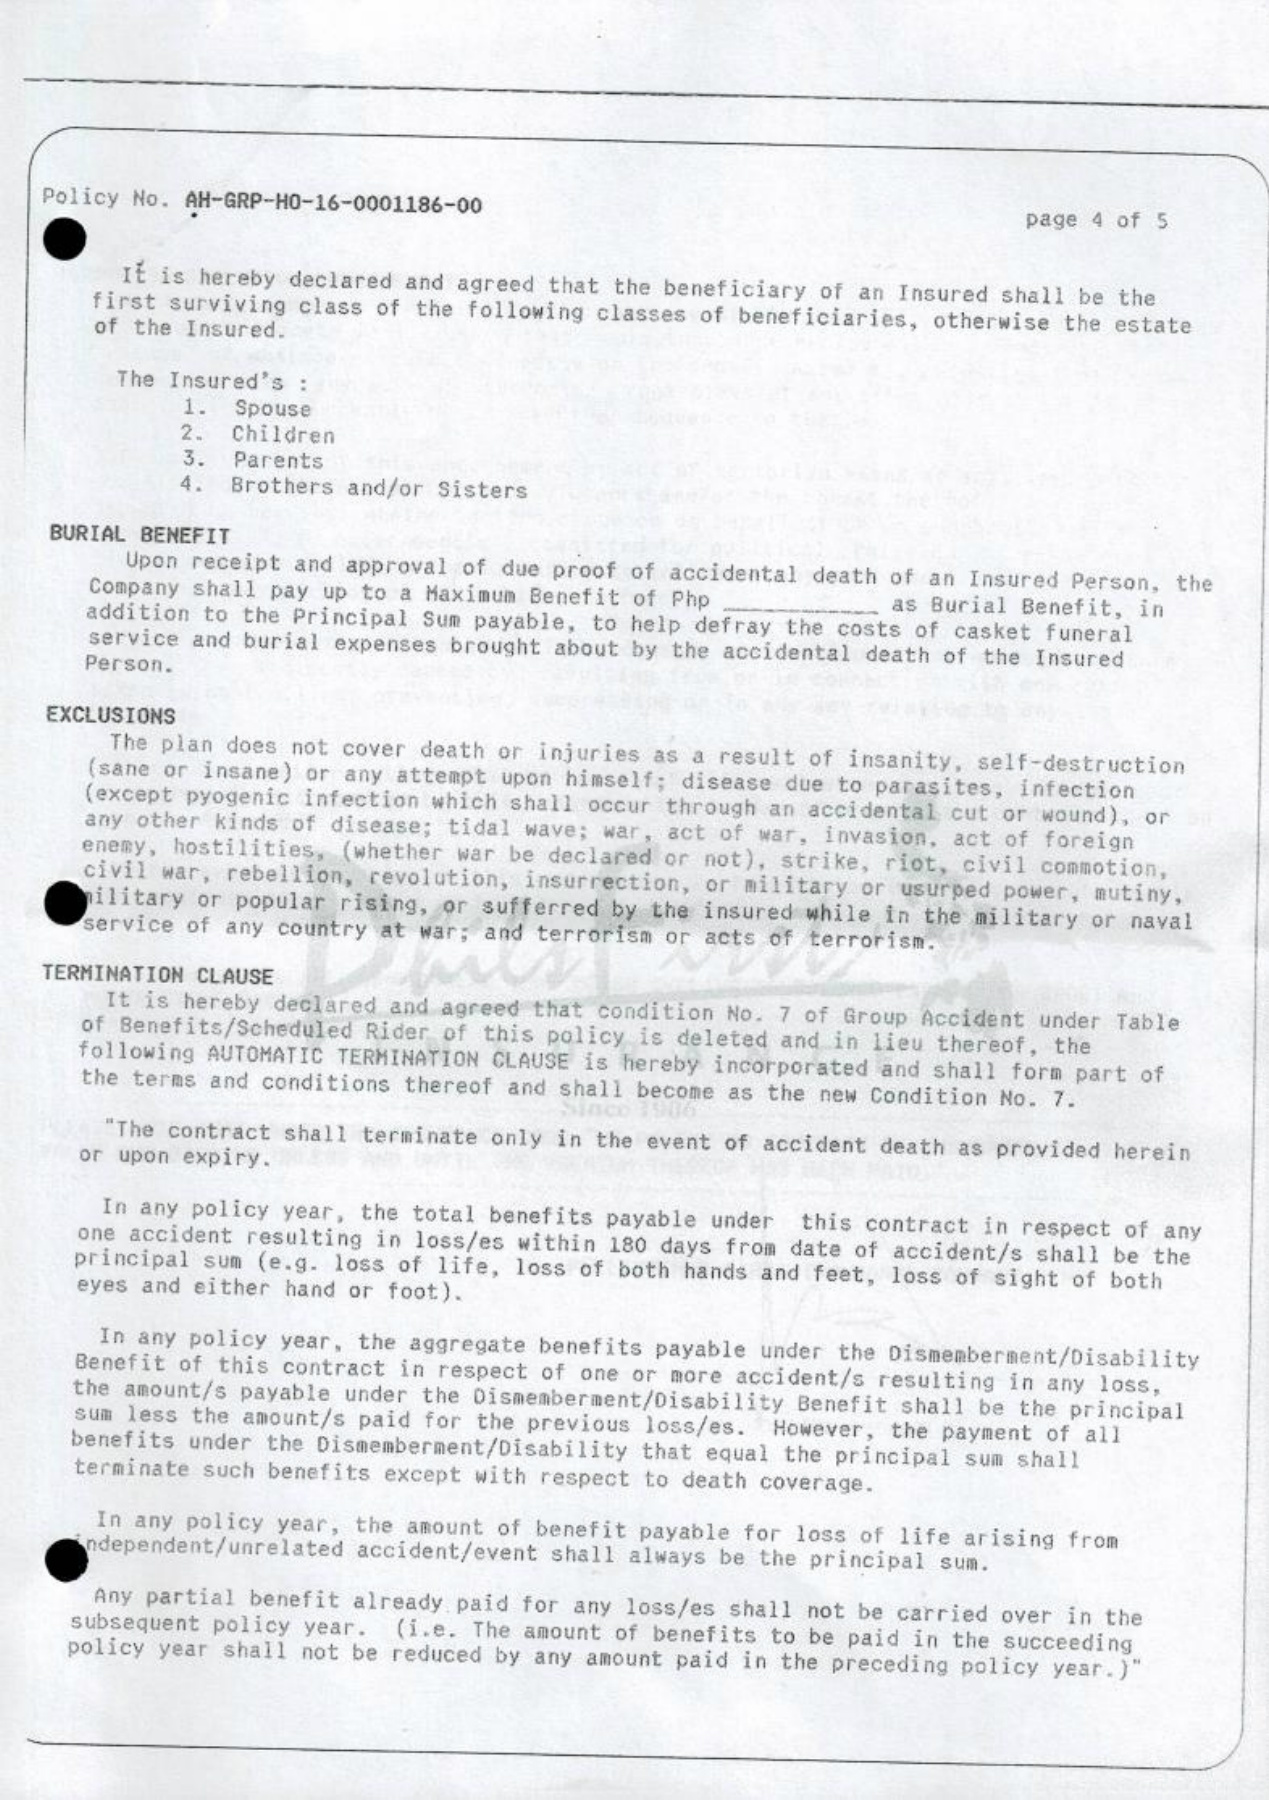 Policy No. AH-GRP-HO-16-0001186-00
page 4 of 5
It is hereby declared and agreed that the beneficiary of an Insured shall be the
first surviving class of the following classes of beneficiaries, otherwise the estate
of the Insured.
The Insured's :
1. Spouse
2. Children
3. Parents
4. Brothers and/or Sisters
BURIAL BENEFIT
Upon receipt and approval of due proof of accidental death of an Insured Person, the
Company shall pay up to a Maximum Benefit of Php ____________ as Burial Benefit, in
addition to the Principal Sum payable, to help defray the costs of casket funeral
service and burial expenses brought about by the accidental death of the Insured
Person.
EXCLUSIONS
The plan does not cover death or injuries as a result of insanity, self-destruction
(sane or insane) or any attempt upon himself; disease due to parasites, infection
(except pyogenic infection which shall occur through an accidental cut or wound), or
any other kinds of disease; tidal wave; war, act of war, invasion, act of foreign
enemy, hostilities, (whether war be declared or not), strike, riot, civil commotion,
civil war, rebellion, revolution, insurrection, or military or usurped power, mutiny,
military or popular rising, or sufferred by the insured while in the military or naval
service of any country at war; and terrorism or acts of terrorism.
TERMINATION CLAUSE
It is hereby declared and agreed that condition No. 7 of Group Accident under Table
of Benefits/Scheduled Rider of this policy is deleted and in lieu thereof, the
following AUTOMATIC TERMINATION CLAUSE is hereby incorporated and shall form part of
the terms and conditions thereof and shall become as the new Condition No. 7.
Since 1906
"The contract shall terminate only in the event of accident death as provided herein
or upon expiry.
In any policy year, the total benefits payable under this contract in respect of any
one accident resulting in loss/es within 180 days from date of accident/s shall be the
principal sum (e.g. loss of life, loss of both hands and feet, loss of sight of both
eyes and either hand or foot).
In any policy year, the aggregate benefits payable under the Dismemberment/Disability
Benefit of this contract in respect of one or more accident/s resulting in any loss,
the amount/s payable under the Dismemberment/Disability Benefit shall be the principal
sum less the amount/s paid for the previous loss/es. However, the payment of all
benefits under the Dismemberment/Disability that equal the principal sum shall
terminate such benefits except with respect to death coverage.
In any policy year, the amount of benefit payable for loss of life arising from
independent/unrelated accident/event shall always be the principal sum.
Any partial benefit already paid for any loss/es shall not be carried over in the
subsequent policy year. (i.e. The amount of benefits to be paid in the succeeding
policy year shall not be reduced by any amount paid in the preceding policy year.)"